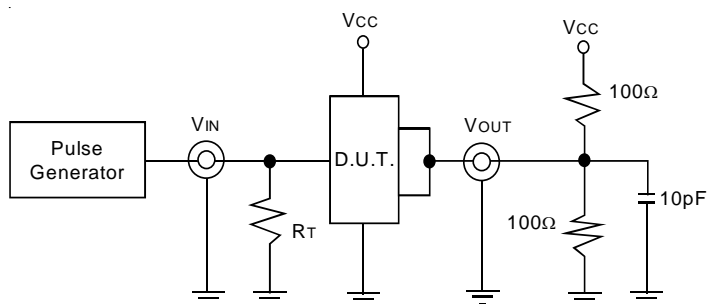 VCC
VCC
100Ω
VIN
VOUT
Pulse
Generator
D.U.T.
RT
100Ω
10pF